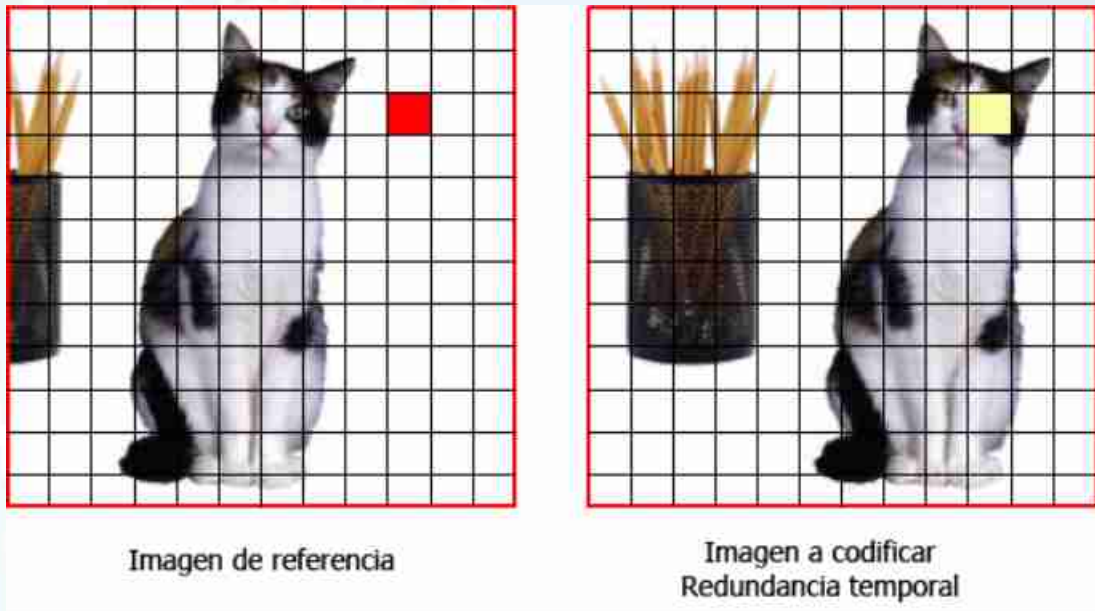 Imagen de referencia
Imagen a codificar
Redundancia temporal